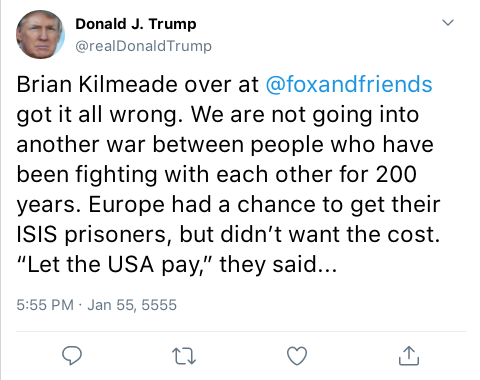 Donald J. Trump
@realDonaldTrump
Brian Kilmeade over at @foxandfriends
got it all wrong. We are not going into
another war between people who have
been fighting with each other for 200
years. Europe had a chance to get their
ISIS prisoners, but didn’t want the cost.
“Let the USA pay,” they said...
5:55 PM · Jan 55, 5555